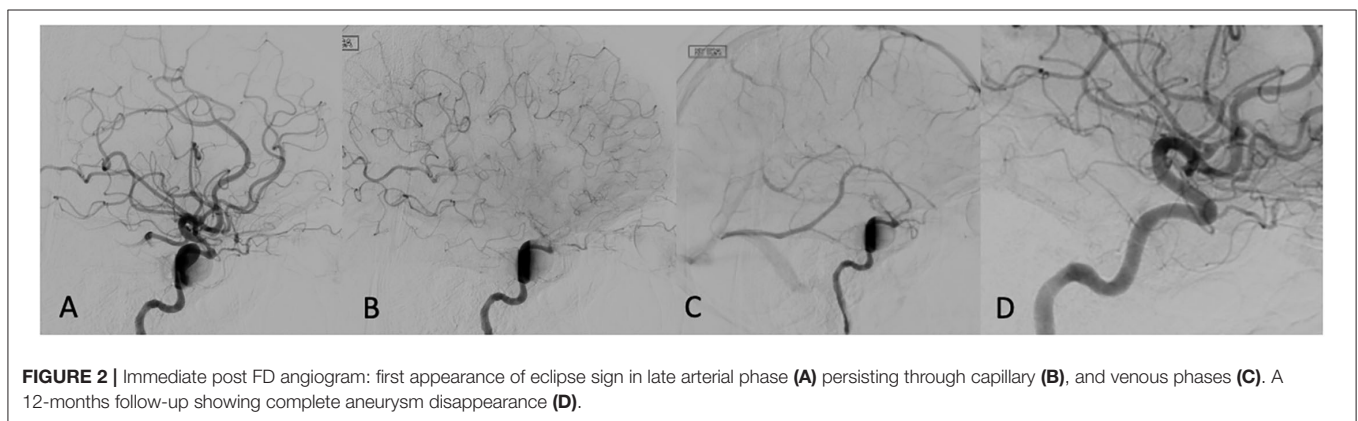 A
B
C
D
FIGURE 2 | Immediate post FD angiogram: first appearance of eclipse sign in late arterial phase (A) persisting through capillary (B), and venous phases (C). A
12-months follow-up showing complete aneurysm disappearance (D).